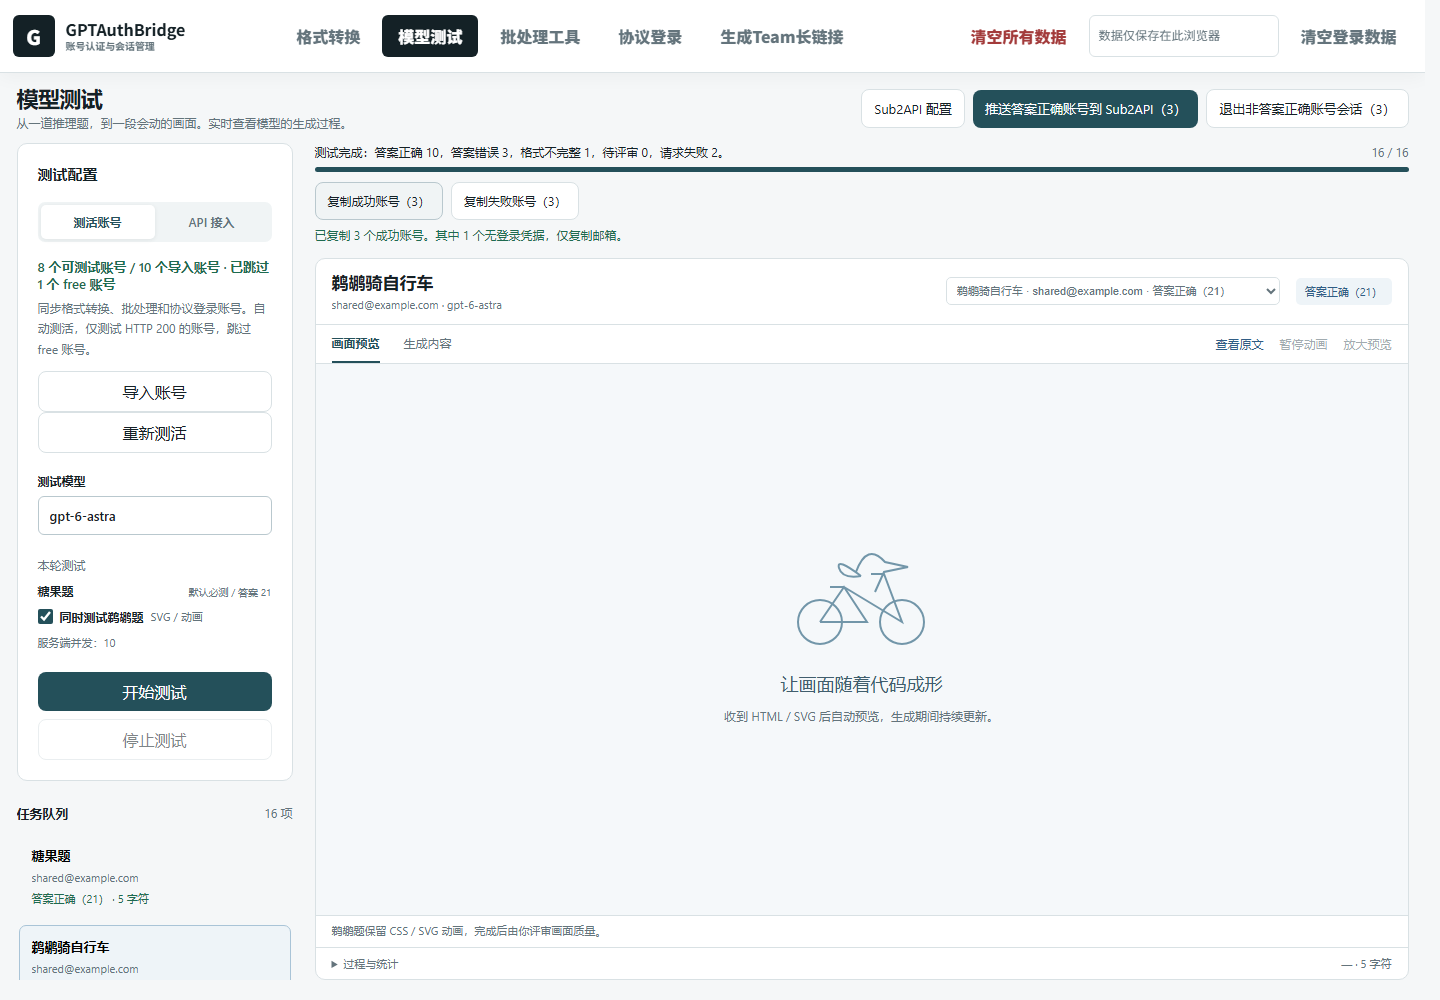 G
GPTAuthBridge
账号认证与会话管理
格式转换
模型测试
批处理工具
协议登录
生成Team长链接
清空所有数据
数据仅保存在此浏览器
清空登录数据
模型测试
从一道推理题，到一段会动的画面。实时查看模型的生成过程。
Sub2API 配置
推送答案正确账号到 Sub2API（3）
退出非答案正确账号会话（3）
测试配置
测活账号
API 接入
8 个可测试账号 / 10 个导入账号 · 已跳过
1 个 free 账号
同步格式转换、批处理和协议登录账号。自
动测活，仅测试 HTTP 200 的账号，跳过
free 账号。
导入账号
重新测活
测试模型
gpt-6-astra
本轮测试
糖果题
默认必测 / 答案 21
同时测试鹈鹕题 SVG / 动画
服务端并发：10
开始测试
停止测试
任务队列
16 项
糖果题
shared@example.com
答案正确（21） · 5 字符
鹈鹕骑自行车
shared@example.com
测试完成：答案正确 10，答案错误 3，格式不完整 1，待评审 0，请求失败 2。
16 / 16
复制成功账号（3）
复制失败账号（3）
已复制 3 个成功账号。其中 1 个无登录凭据，仅复制邮箱。
鹈鹕骑自行车
shared@example.com · gpt-6-astra
鹈鹕骑自行车 · shared@example.com · 答案正确（21）
答案正确（21）
画面预览
生成内容
查看原文
暂停动画
放大预览
让画面随着代码成形
收到 HTML / SVG 后自动预览，生成期间持续更新。
鹈鹕题保留 CSS / SVG 动画，完成后由你评审画面质量。
过程与统计
— · 5 字符